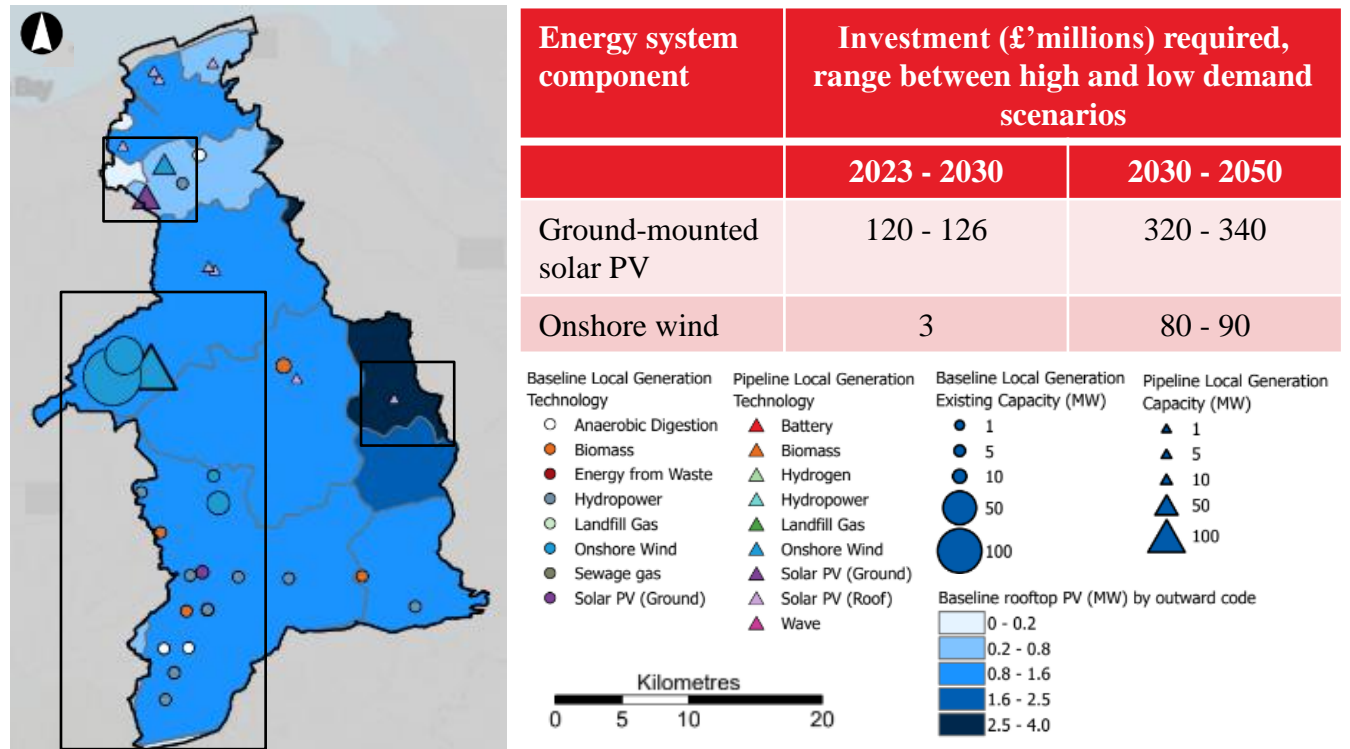 Bay
Energy system
component
Investment (£’millions) required,
range between high and low demand
scenarios
2023 - 2030
2030 - 2050
Ground-mounted
solar PV
120 - 126
320 - 340
Onshore wind
3
80 - 90
Baseline Local Generation
Technology
Anaerobic Digestion
Biomass
Energy from Waste
Hydropower
Landfill Gas
Onshore Wind
Sewage gas
Solar PV (Ground)
Pipeline Local Generation
Technology
Battery
Biomass
Hydrogen
Hydropower
Landfill Gas
Onshore Wind
Solar PV (Ground)
Solar PV (Roof)
Wave
Baseline Local Generation
Existing Capacity (MW)
1
5
10
50
100
Pipeline Local Generation
Capacity (MW)
1
5
10
50
100
Baseline rooftop PV (MW) by outward code
0 - 0.2
0.2 - 0.8
0.8 - 1.6
1.6 - 2.5
2.5 - 4.0
Kilometres
0 5 10 20